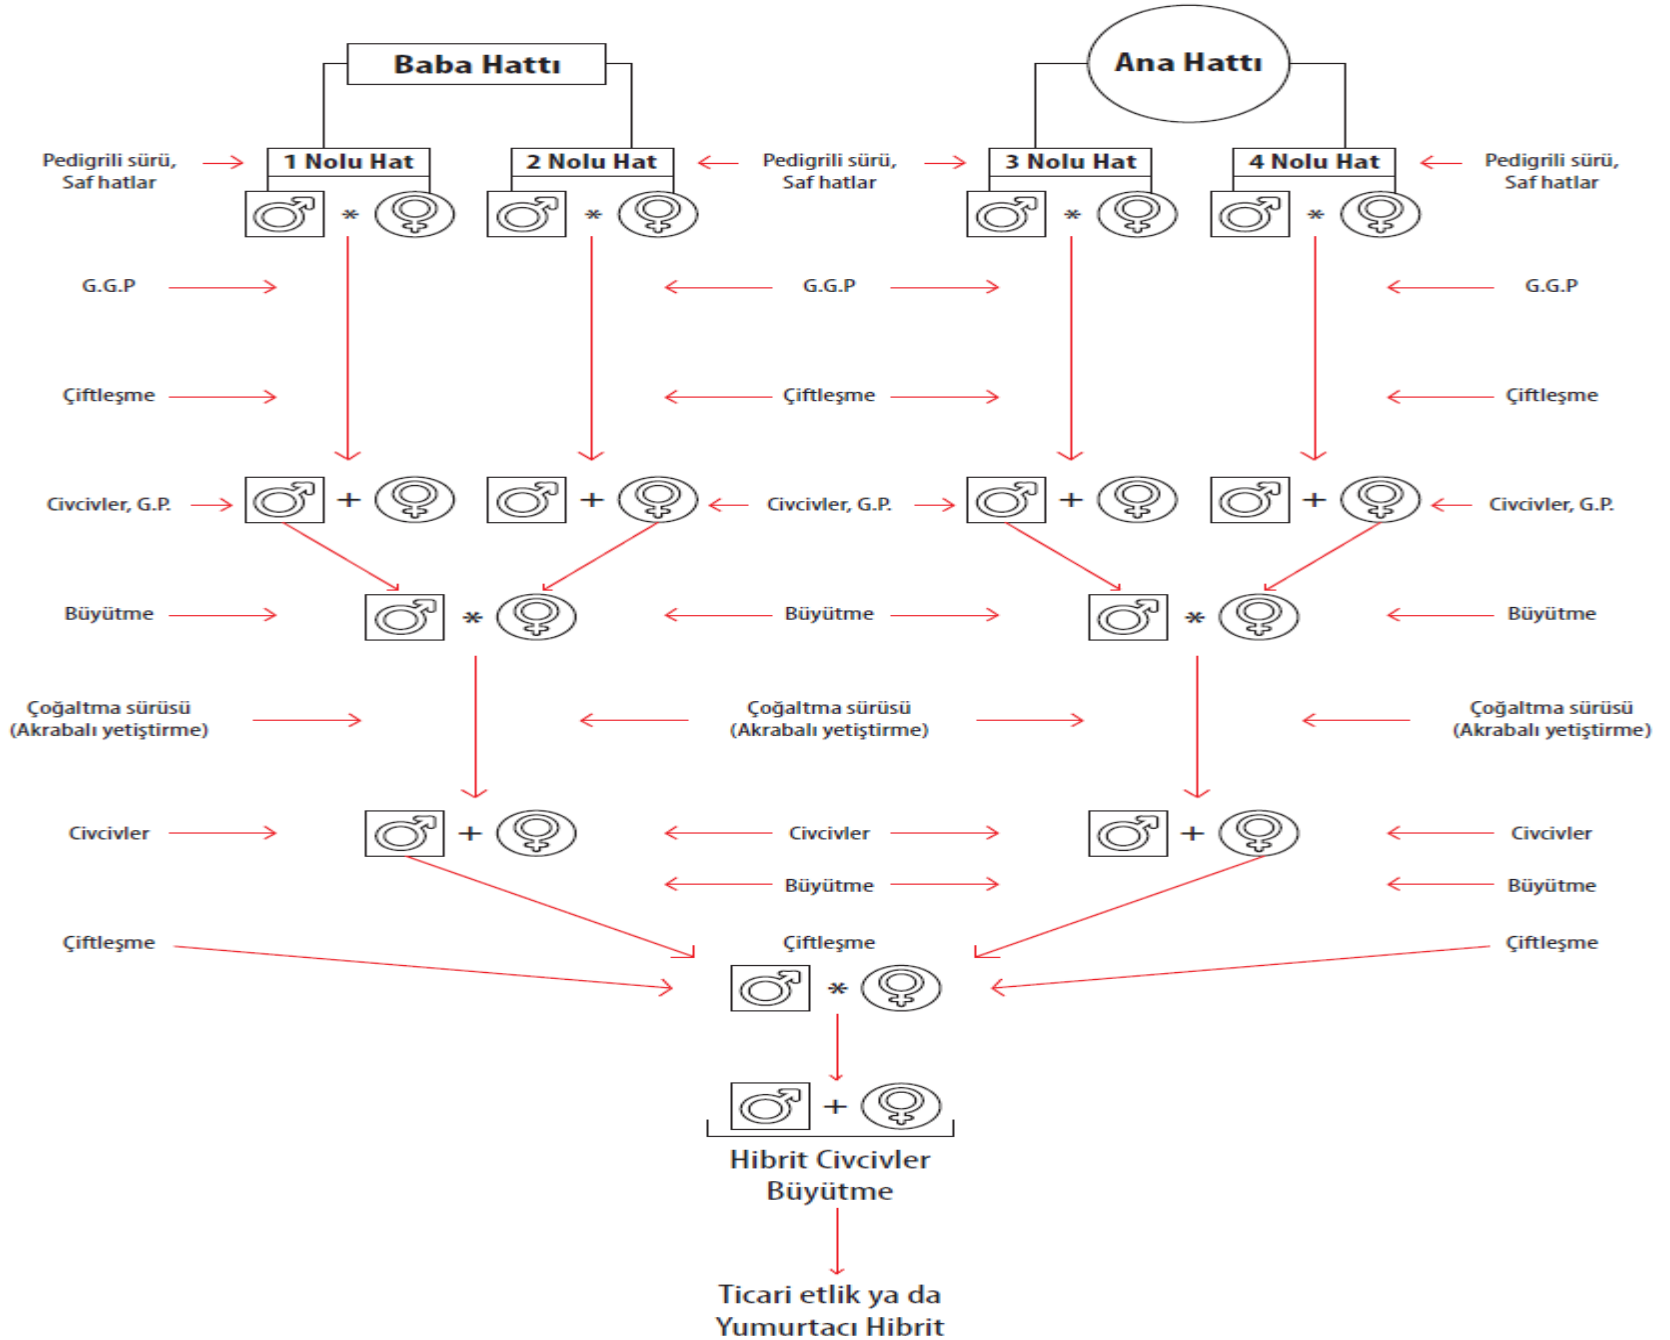 Baba Hattı
Ana Hattı
Pedigrili sürü,
Saf hatlar
1 Nolu Hat
2 Nolu Hat
Pedigrili sürü,
Saf hatlar
3 Nolu Hat
4 Nolu Hat
Pedigrili sürü,
Saf hatlar
*
*
*
*
G.G.P
G.G.P
G.G.P
Çiftleşme
Çiftleşme
Çiftleşme
Civcivler, G.P.
+
+
Civcivler, G.P.
+
+
Civcivler, G.P.
Büyütme
*
Büyütme
*
Büyütme
Çoğaltma sürüsü
(Akrabalı yetiştirme)
Çoğaltma sürüsü
(Akrabalı yetiştirme)
Çoğaltma sürüsü
(Akrabalı yetiştirme)
Civcivler
+
Civcivler
+
Civcivler
Büyütme
Büyütme
Çiftleşme
Çiftleşme
Çiftleşme
*
+
Hibrit Civcivler
Büyütme
Ticari etlik ya da
Yumurtacı Hibrit